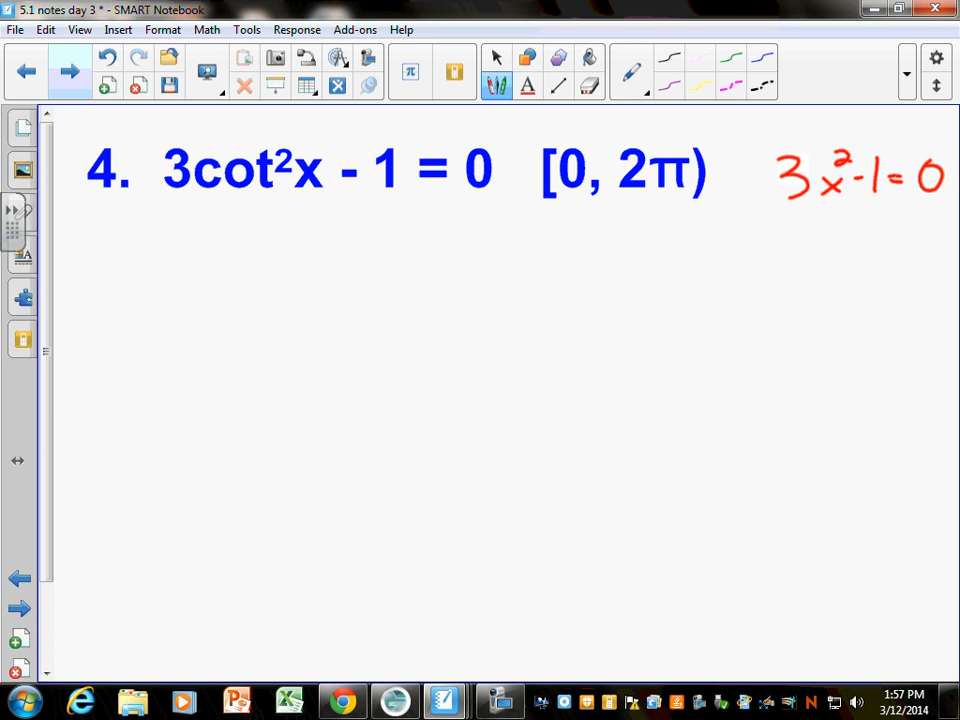 5.1 notes day 3 * - SMART Notebook
File Edit View Insert Format Math Tools Response Add-ons Help
4. 3cot²x - 1 = 0 [0, 2π) 3x²-1=0
1:57 PM
3/12/2014